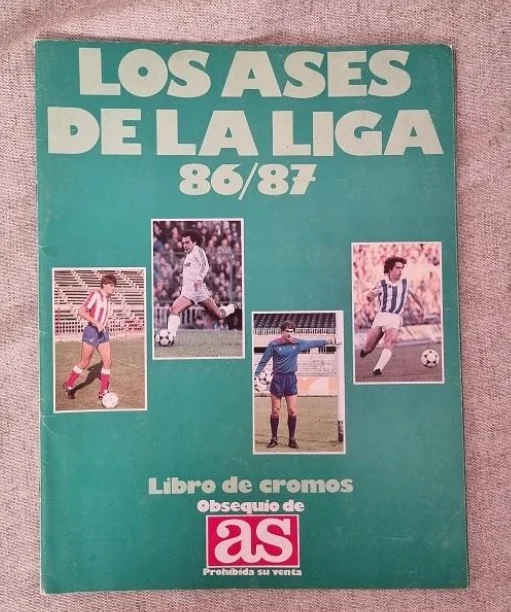 LOS ASES
DE LA LIGA
86/87
Libro de cromos
Obsequio de
as
Prohibida su venta